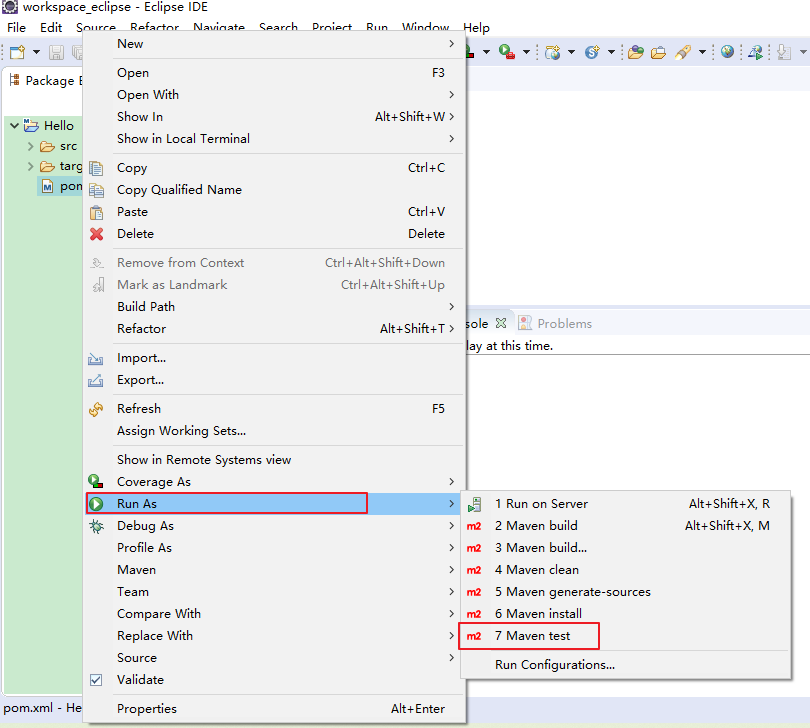 workspace_eclipse - Eclipse IDE
File Edit Source Refactor Navigate Search Project Run Window Help
Package E
Hello
src
targ
pom
New
Open F3
Open With
Show In Alt+Shift+W
Show in Local Terminal
Copy Ctrl+C
Copy Qualified Name
Paste Ctrl+V
Delete Delete
Remove from Context Ctrl+Alt+Shift+Down
Mark as Landmark Ctrl+Alt+Shift+Up
Build Path
Refactor Alt+Shift+T
Import...
Export...
Refresh F5
Assign Working Sets...
Show in Remote Systems view
Coverage As
Run As
Debug As
Profile As
Maven
Team
Compare With
Replace With
Source
Validate
Properties Alt+Enter
sole Problems
lay at this time.
1 Run on Server Alt+Shift+X, R
m2 2 Maven build Alt+Shift+X, M
m2 3 Maven build...
m2 4 Maven clean
m2 5 Maven generate-sources
m2 6 Maven install
m2 7 Maven test
Run Configurations...
pom.xml - He